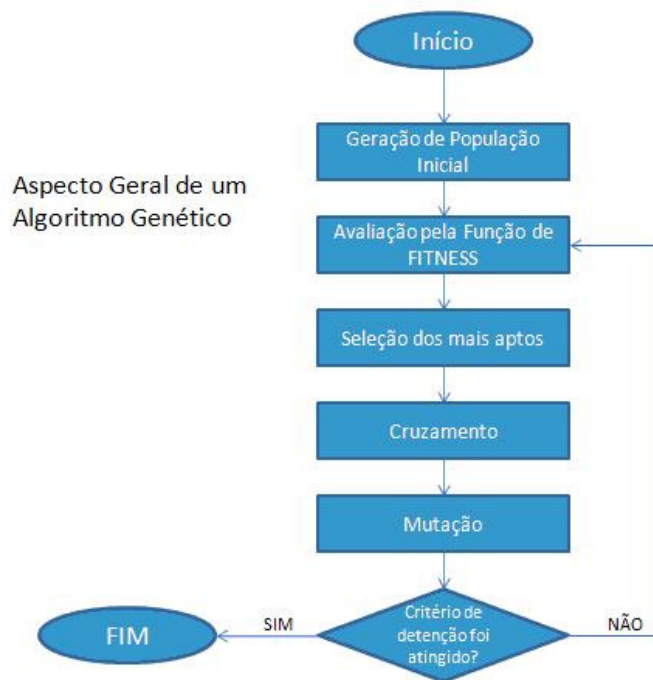 Início
Geração de População
Inicial
Aspecto Geral de um
Algoritmo Genético
Avaliação pela Função de
FITNESS
Seleção dos mais aptos
Cruzamento
Mutação
Critério de
detenção foi
atingido?
SIM
NÃO
FIM